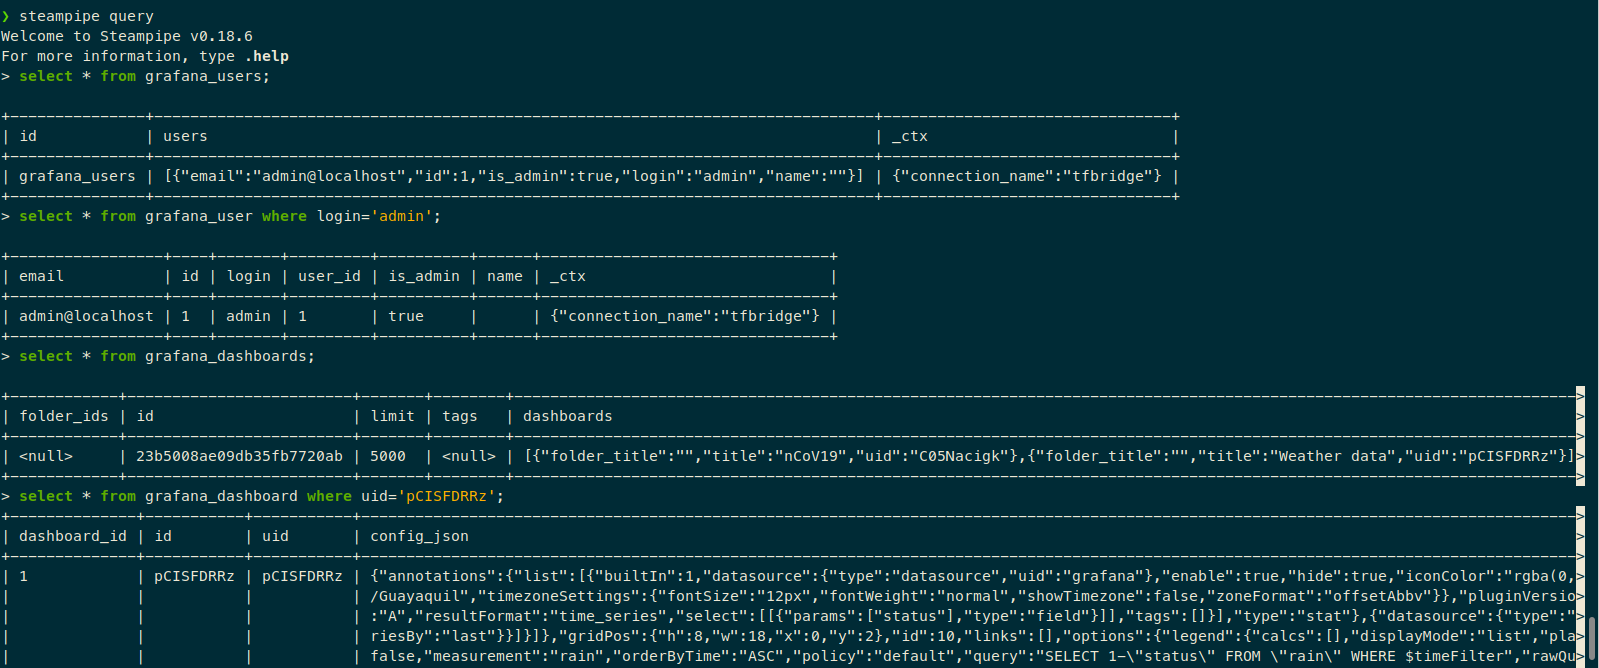 ❯ steampipe query
Welcome to Steampipe v0.18.6
For more information, type .help
> select * from grafana_users;
| id | users | _ctx |
| grafana_users | [{"email":"admin@localhost","id":1,"is_admin":true,"login":"admin","name":""}] | {"connection_name":"tfbridge"} |
> select * from grafana_user where login='admin';
| email | id | login | user_id | is_admin | name | _ctx |
| admin@localhost | 1 | admin | 1 | true | | {"connection_name":"tfbridge"} |
> select * from grafana_dashboards;
| folder_ids | id | limit | tags | dashboards >
| <null> | 23b5008ae09db35fb7720ab | 5000 | <null> | [{"folder_title":"","title":"nCoV19","uid":"C05Nacigk"},{"folder_title":"","title":"Weather data","uid":"pCISFDRRz"}]>
> select * from grafana_dashboard where uid='pCISFDRRz';
| dashboard_id | id | uid | config_json >
| 1 | pCISFDRRz | pCISFDRRz | {"annotations":{"list":[{"builtIn":1,"datasource":{"type":"datasource","uid":"grafana"},"enable":true,"hide":true,"iconColor":"rgba(0,>
| | | | /Guayaquil","timezoneSettings":{"fontSize":"12px","fontWeight":"normal","showTimezone":false,"zoneFormat":"offsetAbbv"}},"pluginVersio>
| | | | :"A","resultFormat":"time_series","select":[[{"params":["status"],"type":"field"}]],"tags":[]}],"type":"stat"},{"datasource":{"type":">
| | | | riesBy":"last"}}]}]},"gridPos":{"h":8,"w":18,"x":0,"y":2},"id":10,"links":[],"options":{"legend":{"calcs":[],"displayMode":"list","pla>
| | | | false,"measurement":"rain","orderByTime":"ASC","policy":"default","query":"SELECT 1-\"status\" FROM \"rain\" WHERE $timeFilter","rawQu>